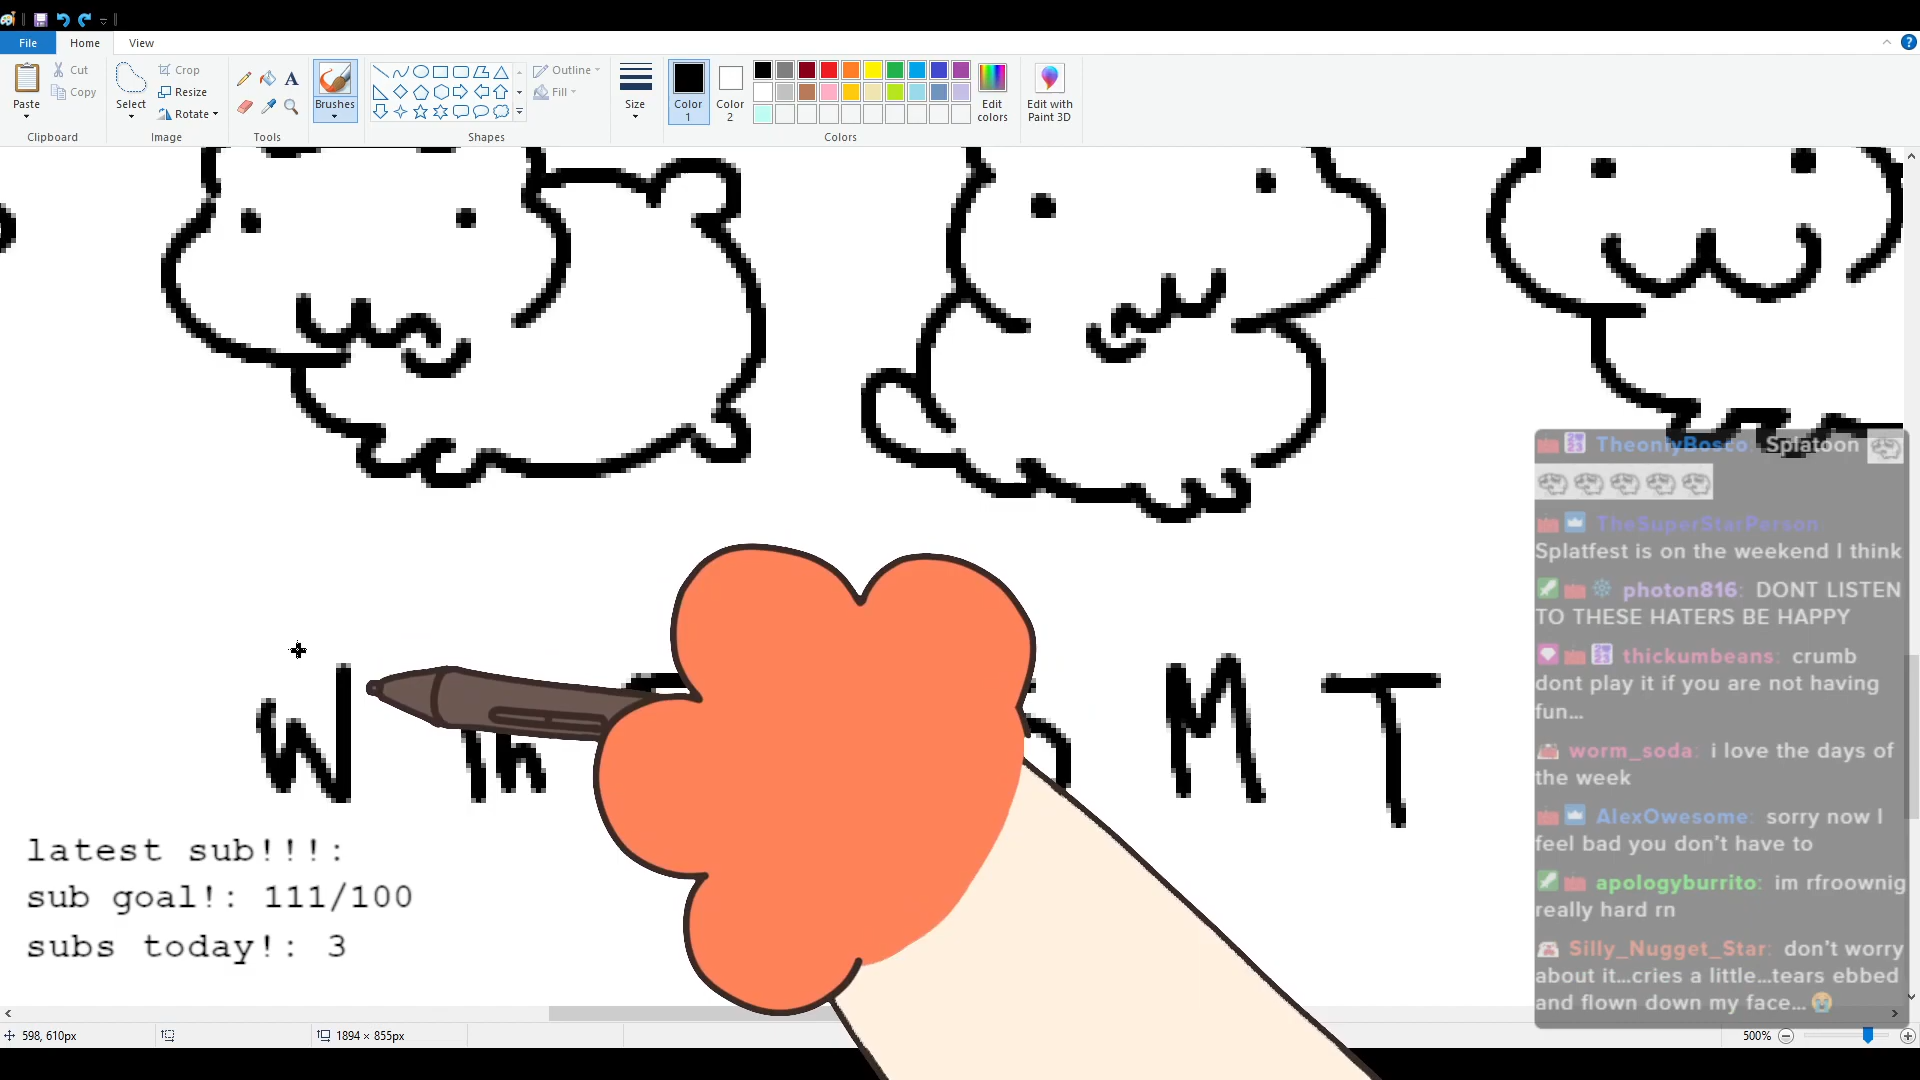 File Home View
Paste
Cut
Copy
Clipboard
Select
Crop
Resize
Rotate
Image
A
Tools
Brushes
Shapes
Outline
Fill
Size
Color 1
Color 2
Edit colors
Edit with Paint 3D
Colors
W Th M T
latest sub!!!:
sub goal!: 111/100
subs today!: 3
TheonlyBosco: Splatoon
TheSuperStarPerson
Splatfest is on the weekend I think
photon816: DONT LISTEN
TO THESE HATERS BE HAPPY
thickumbeans: crumb
dont play it if you are not having
fun...
worm_soda: i love the days of
the week
AlexOwesome: sorry now I
feel bad you don't have to
apologyburrito: im rfroownig
really hard rn
Silly_Nugget_Star: don't worry
about it...cries a little...tears ebbed
and flown down my face...
598, 610px
1894 × 855px
500%